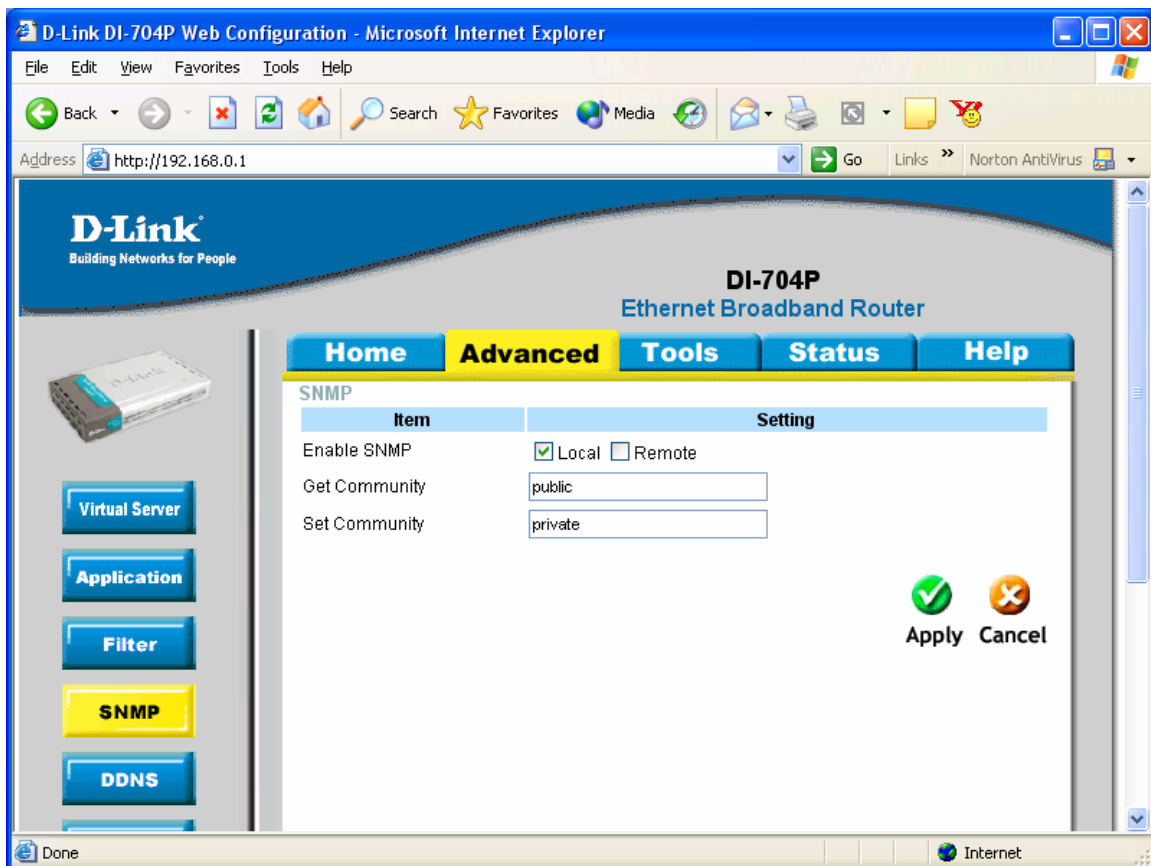 D-Link DI-704P Web Configuration - Microsoft Internet Explorer
File Edit View Favorites Tools Help
Back Search Favorites Media
Address http://192.168.0.1 Go Links » Norton AntiVirus
D-Link
Building Networks for People
DI-704P
Ethernet Broadband Router
Home Advanced Tools Status Help
SNMP
Item Setting
Enable SNMP Local Remote
Get Community public
Set Community private
Virtual Server
Application
Filter
SNMP
DDNS
Apply Cancel
Done Internet